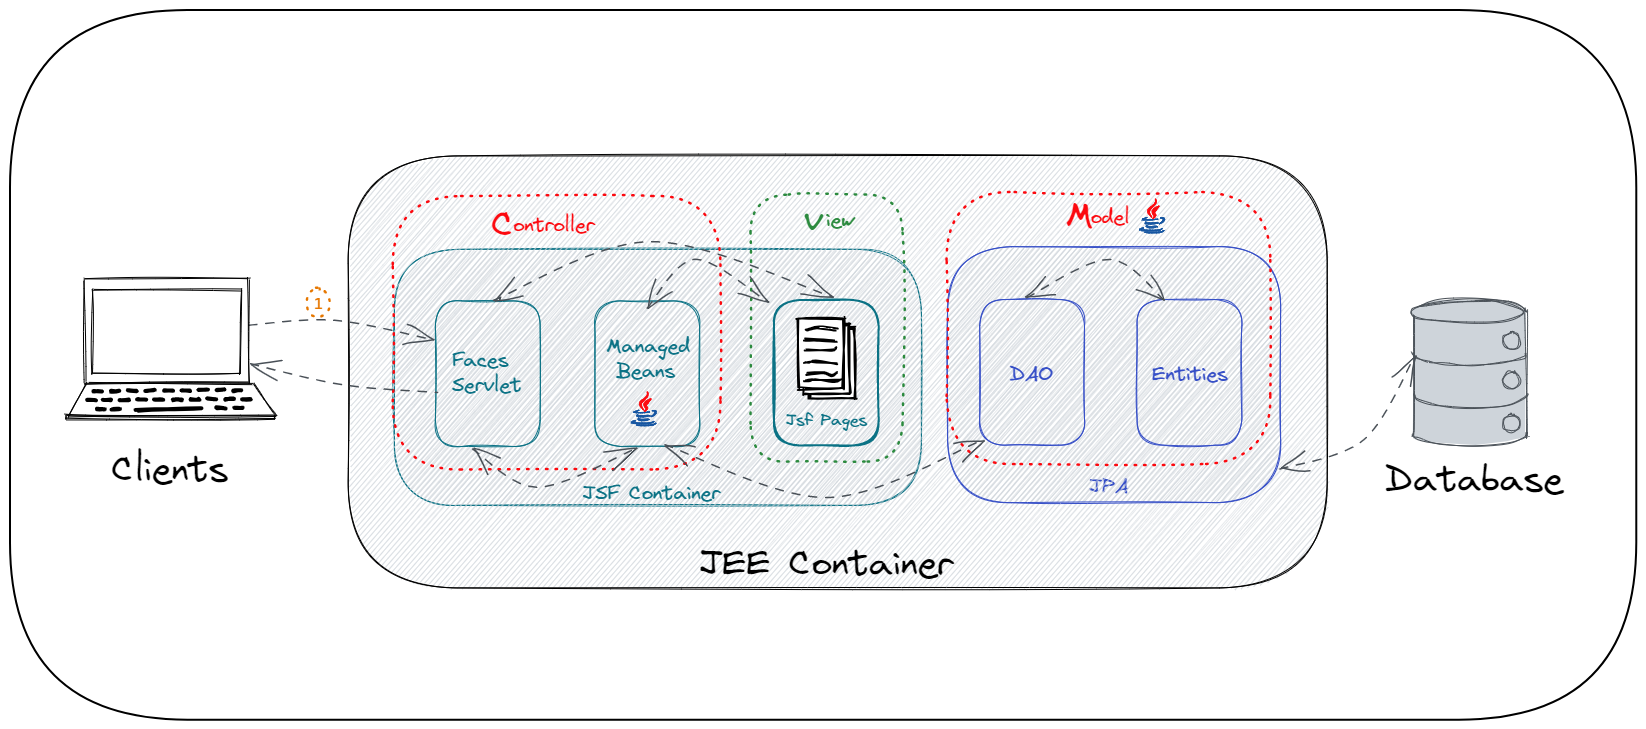 Controller
View
Model
1
Faces
Servlet
Managed
Beans
Jsf Pages
DAO
Entities
JSF Container
JPA
Clients
Database
JEE Container